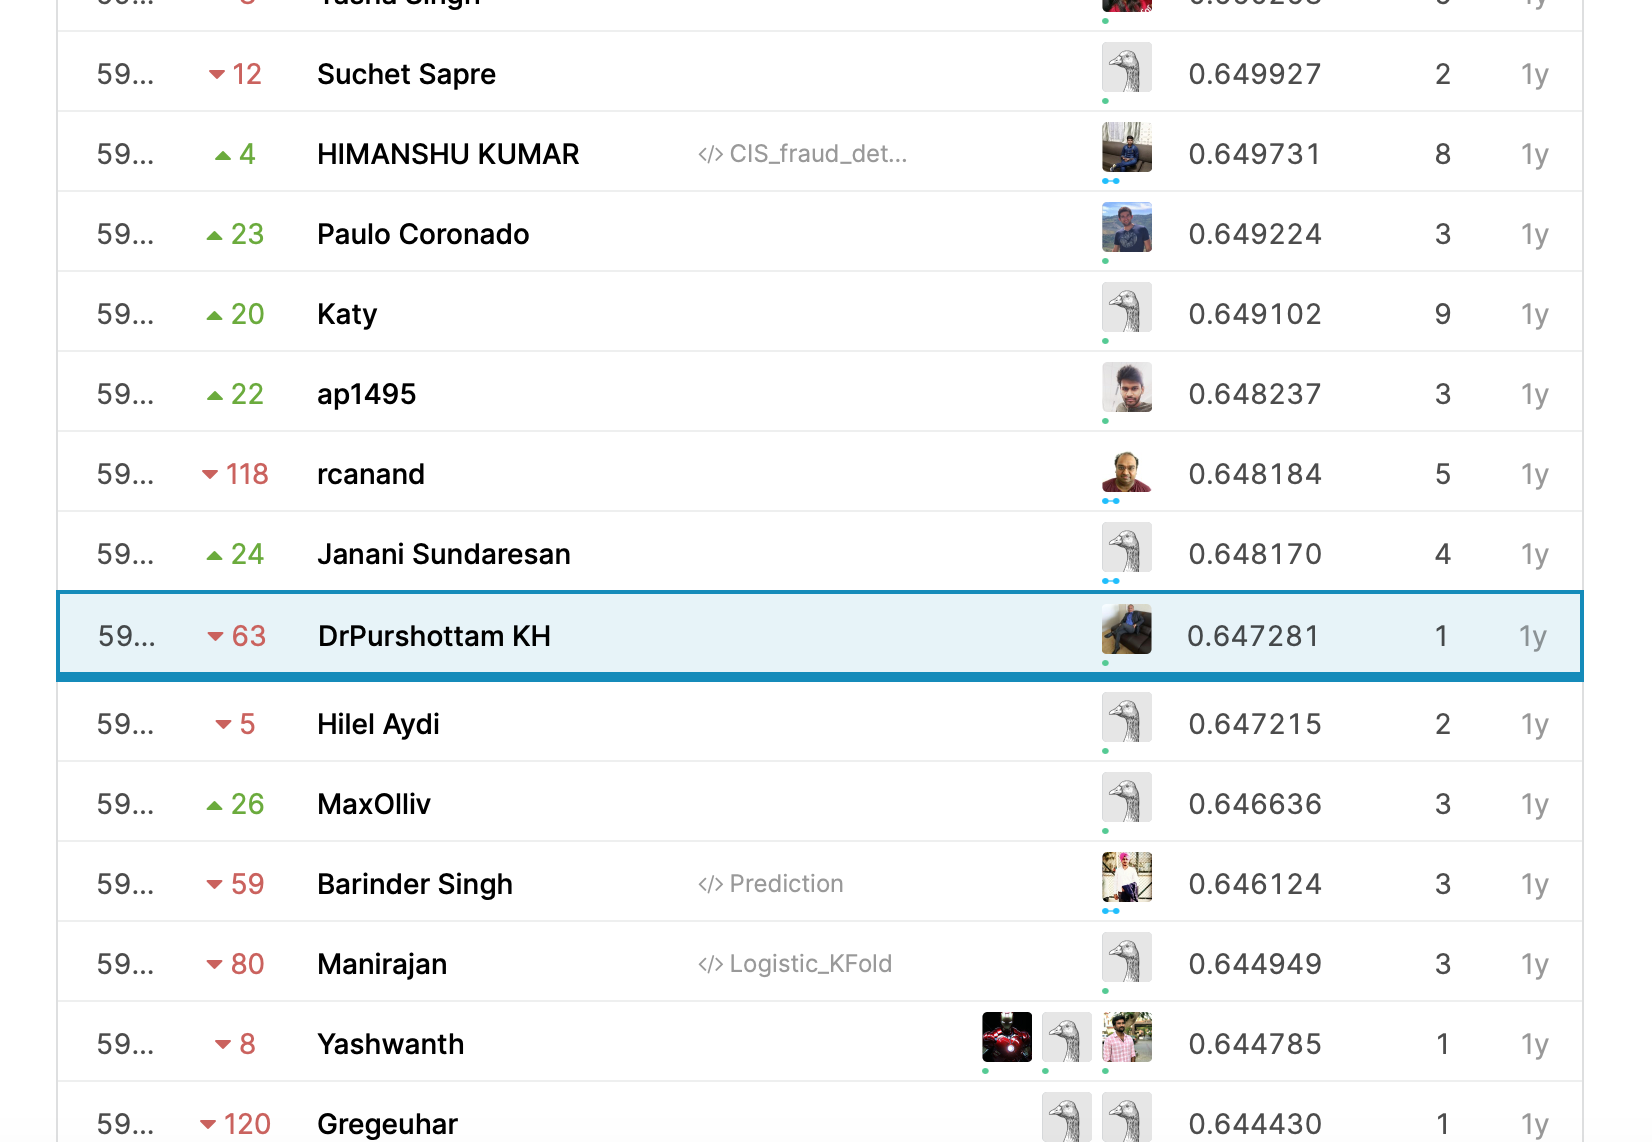 59... 8 Yasha Singh 1y
59... 12 Suchet Sapre 0.649927 2 1y
59... 4 HIMANSHU KUMAR </> CIS_fraud_det... 0.649731 8 1y
59... 23 Paulo Coronado 0.649224 3 1y
59... 20 Katy 0.649102 9 1y
59... 22 ap1495 0.648237 3 1y
59... 118 rcanand 0.648184 5 1y
59... 24 Janani Sundaresan 0.648170 4 1y
59... 63 DrPurshottam KH 0.647281 1 1y
59... 5 Hilel Aydi 0.647215 2 1y
59... 26 MaxOlliv 0.646636 3 1y
59... 59 Barinder Singh </> Prediction 0.646124 3 1y
59... 80 Manirajan </> Logistic_KFold 0.644949 3 1y
59... 8 Yashwanth 0.644785 1 1y
59... 120 Gregeuhar 0.644430 1 1y